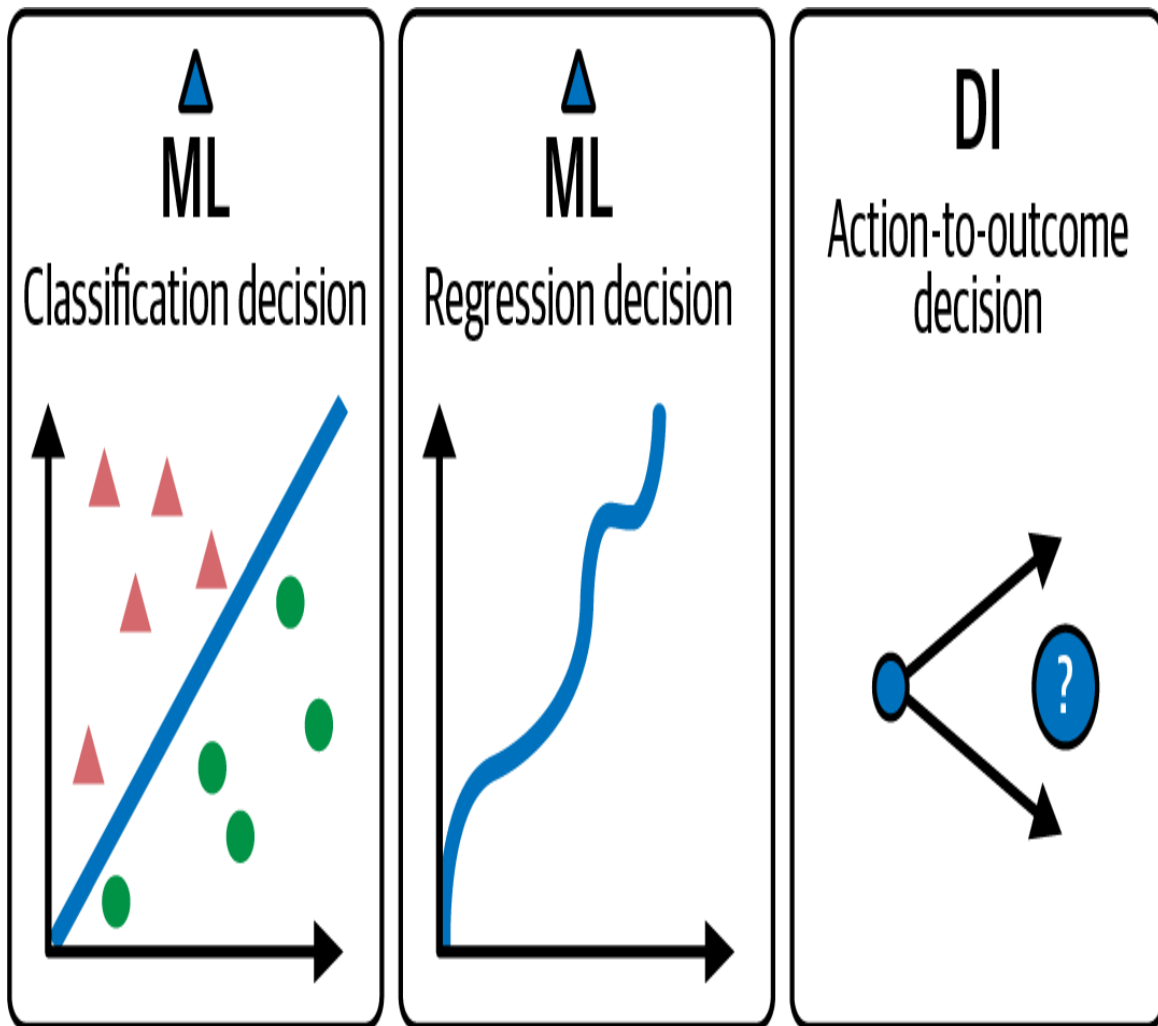 ML
Classification decision
ML
Regression decision
DI
Action-to-outcome
decision
?